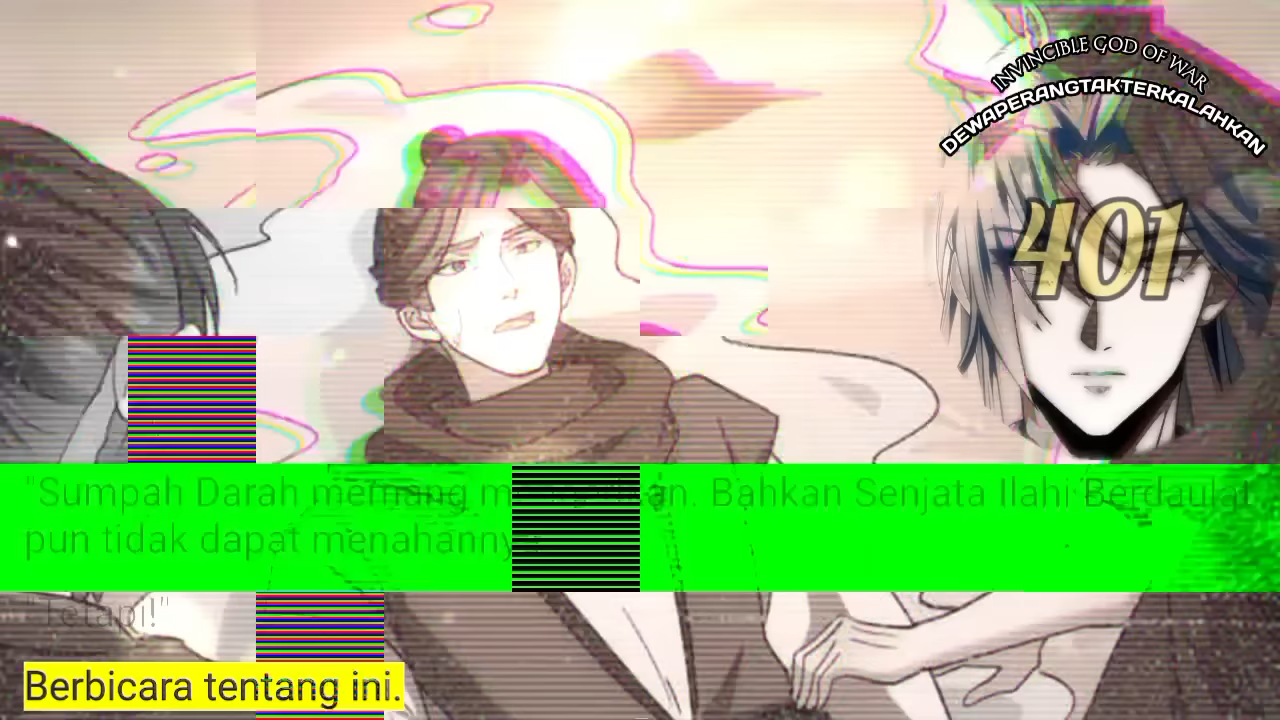 INVINCIBLE GOD OF WAR
DEWAPERANGTAKTERKALAHKAN
401
"Sumpah Darah memang Bahkan Senjata Ilahi Berdaulat
pun tidak dapat menahannya
"Tetapi!"
Berbicara tentang ini.